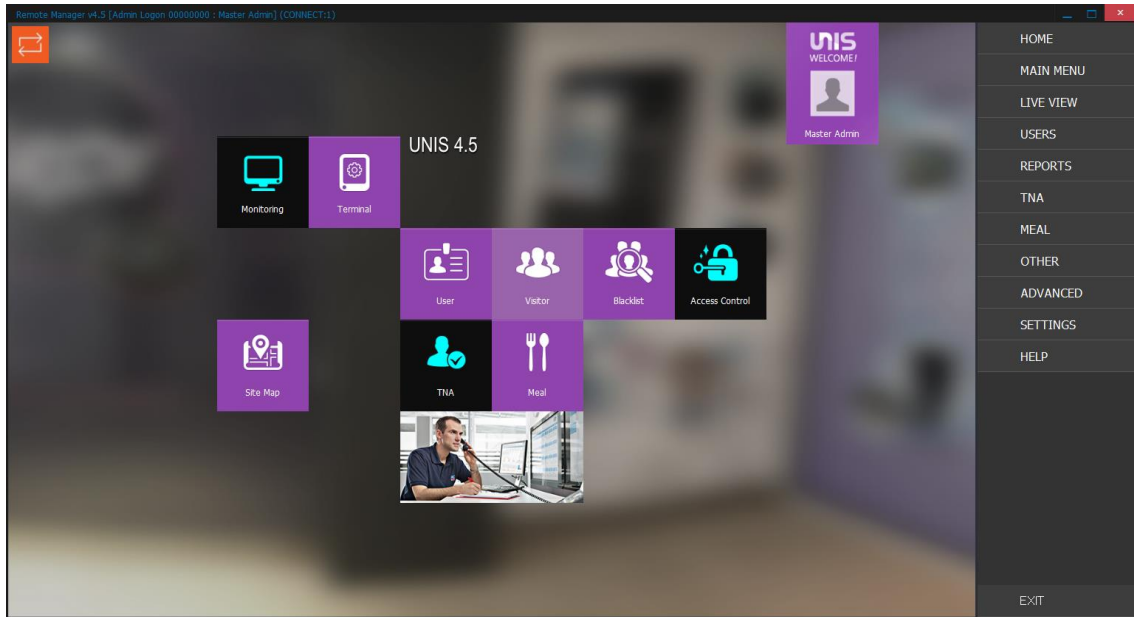 Remote Manager v4.5 [Admin Logon 00000000 : Master Admin] (CONNECT:1)
UNIS
WELCOME!
Master Admin
UNIS 4.5
Monitoring
Terminal
User
Visitor
Blacklist
Access Control
Site Map
TNA
Meal
HOME
MAIN MENU
LIVE VIEW
USERS
REPORTS
TNA
MEAL
OTHER
ADVANCED
SETTINGS
HELP
EXIT